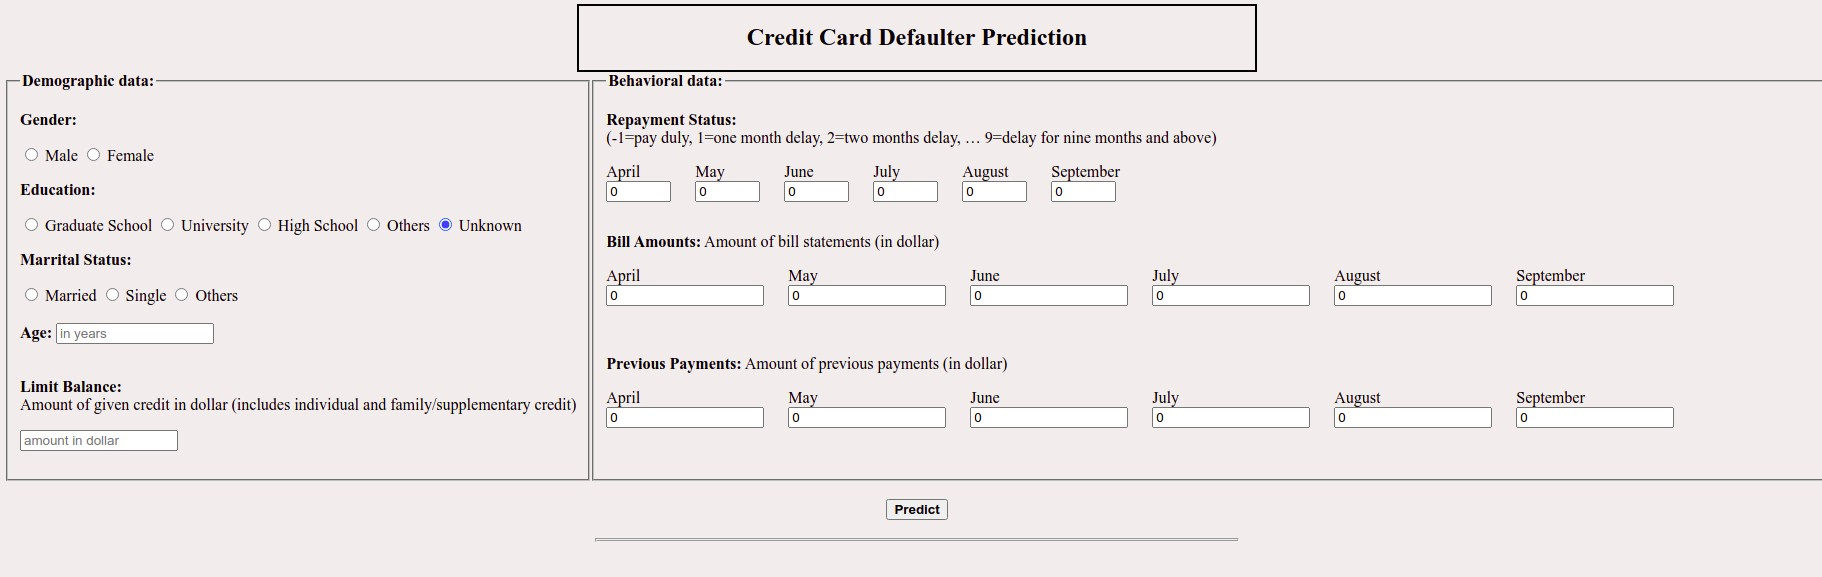 Credit Card Defaulter Prediction
Demographic data:
Gender:
Male Female
Education:
Graduate School University High School Others Unknown
Marrital Status:
Married Single Others
Age: in years
Limit Balance:
Amount of given credit in dollar (includes individual and family/supplementary credit)
amount in dollar
Behavioral data:
Repayment Status:
(-1=pay duly, 1=one month delay, 2=two months delay, … 9=delay for nine months and above)
April May June July August September
0 0 0 0 0 0
Bill Amounts: Amount of bill statements (in dollar)
April May June July August September
0 0 0 0 0 0
Previous Payments: Amount of previous payments (in dollar)
April May June July August September
0 0 0 0 0 0
Predict